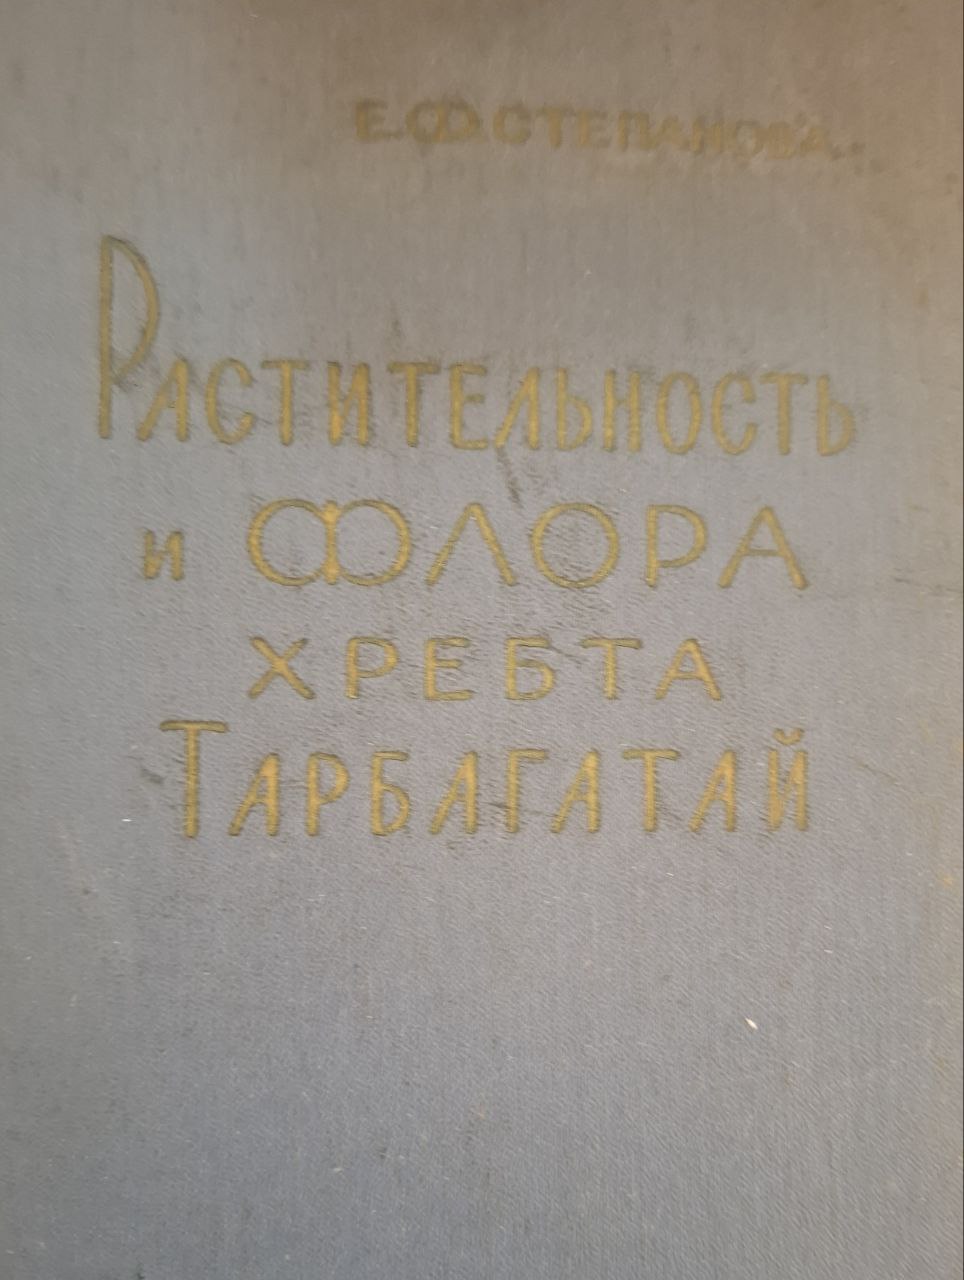 Е.Ф.СТЕПАНОВА
РАСТИТЕЛЬНОСТЬ
И ФЛОРА
ХРЕБТА
ТАРБАГАТАЙ